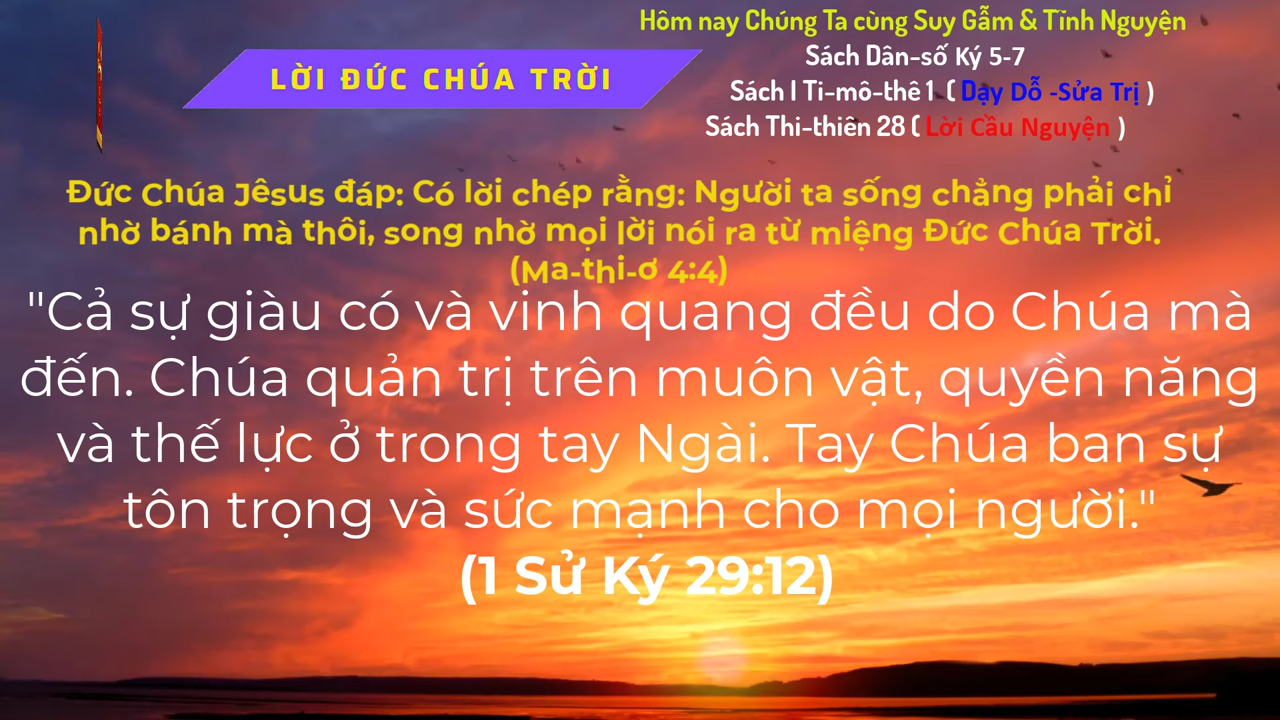 Hôm nay Chúng Ta cùng Suy Gẫm & Tĩnh Nguyện
LỜI ĐỨC CHÚA TRỜI
Sách Dân-số Ký 5-7
Sách I Ti-mô-thê 1 ( Dạy Dỗ -Sửa Trị )
Sách Thi-thiên 28 ( Lời Cầu Nguyện )
Đức Chúa Jêsus đáp: Có lời chép rằng: Người ta sống chẳng phải chỉ
nhờ bánh mà thôi, song nhờ mọi lời nói ra từ miệng Đức Chúa Trời.
(Ma-thi-ơ 4:4)
"Cả sự giàu có và vinh quang đều do Chúa mà
đến. Chúa quản trị trên muôn vật, quyền năng
và thế lực ở trong tay Ngài. Tay Chúa ban sự
tôn trọng và sức mạnh cho mọi người."
(1 Sử Ký 29:12)